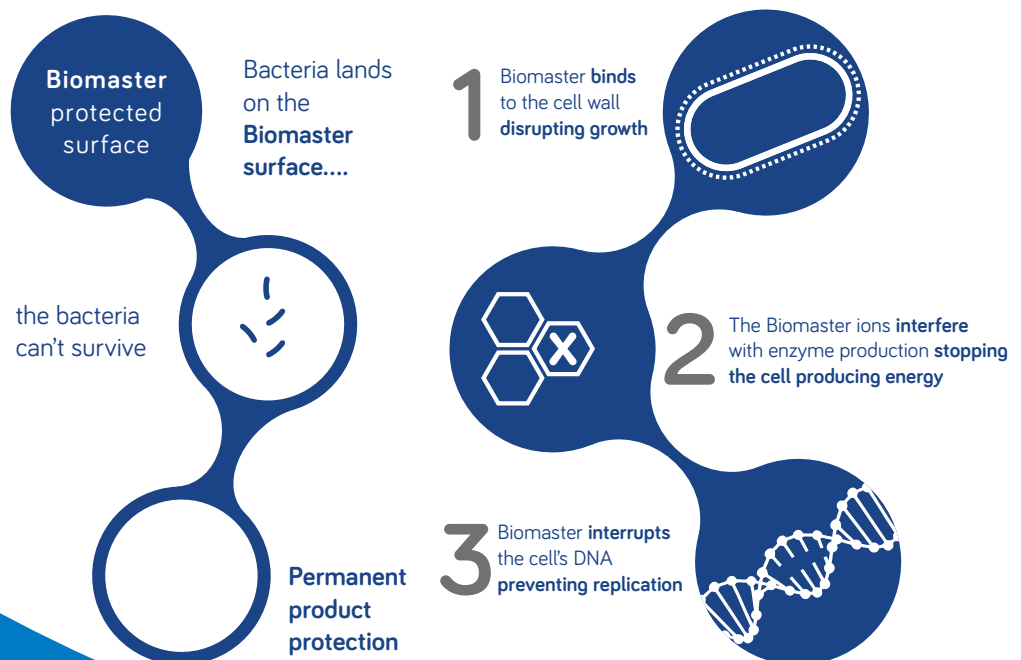 Biomaster
protected
surface
Bacteria lands
on the
Biomaster
surface....
the bacteria
can't survive
Permanent
product
protection
1
Biomaster binds
to the cell wall
disrupting growth
X
2
The Biomaster ions interfere
with enzyme production stopping
the cell producing energy
3
Biomaster interrupts
the cell's DNA
preventing replication